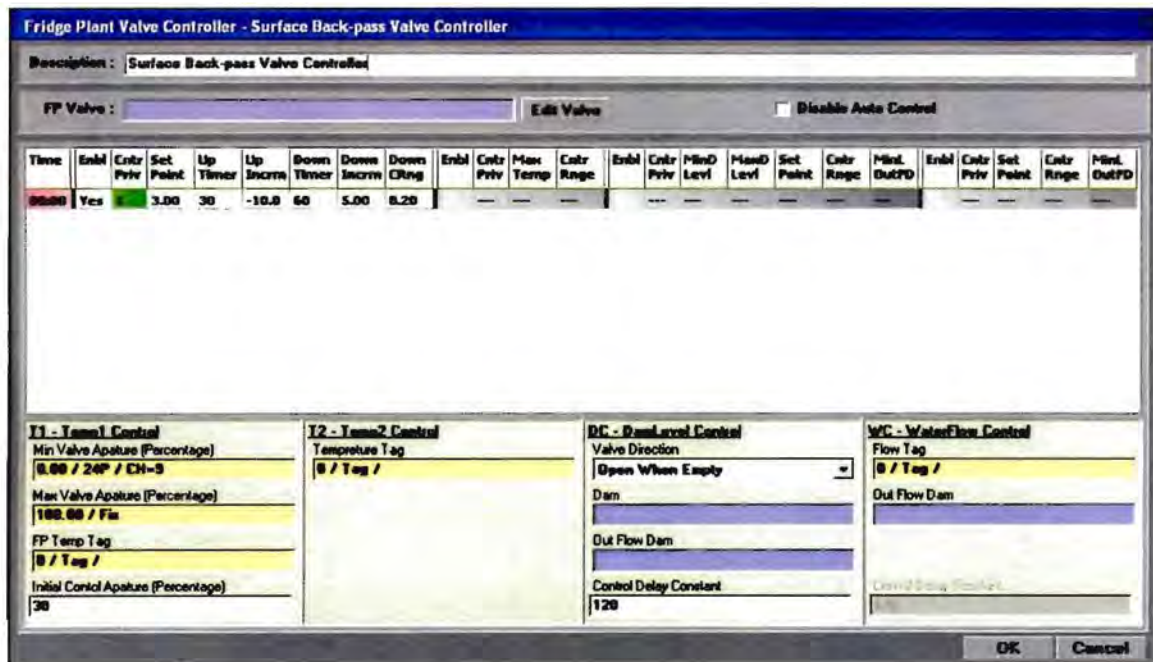 Fridge Plant Valve Controller - Surface Back-pass Valve Controller
Description : Surface Back-pass Valve Controller
FP Valve : Edit Valve Disable Auto Control
Time Enbl Cntr Priv Set Point Up Timer Up Incrm Down Timer Down Incrm Down CRng Enbl Cntr Priv Max Temp Cntr Rnge Enbl Cntr Priv MinD Levl MaxD Levl Set Point Cntr Rnge MinL OutFD Enbl Cntr Priv Set Point Cntr Rnge MinL OutFD
00:00 Yes 3.00 30 -10.0 60 5.00 0.20 --- --- --- --- --- --- --- --- --- --- --- --- ---
T1 - Temp1 Control
Min Valve Apature (Percentage)
0.00 / 24P / CH=9
Max Valve Apature (Percentage)
100.00 / Fix
FP Temp Tag
0 / Tag /
Initial Contol Apature (Percentage)
30
T2 - Temp2 Control
Tempreture Tag
0 / Tag /
DC - DamLevel Control
Valve Direction
Open When Empty
Dam
Out Flow Dam
Control Delay Constant
120
WC - WaterFlow Control
Flow Tag
0 / Tag /
Out Flow Dam
OK Cancel